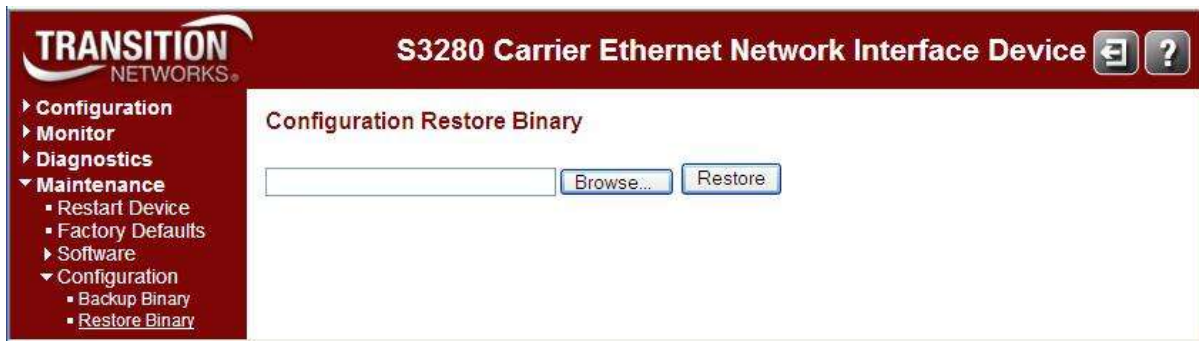 TRANSITION
NETWORKS®
S3280 Carrier Ethernet Network Interface Device
?
Configuration
Monitor
Diagnostics
Maintenance
Restart Device
Factory Defaults
Software
Configuration
Backup Binary
Restore Binary
Configuration Restore Binary
Browse... Restore